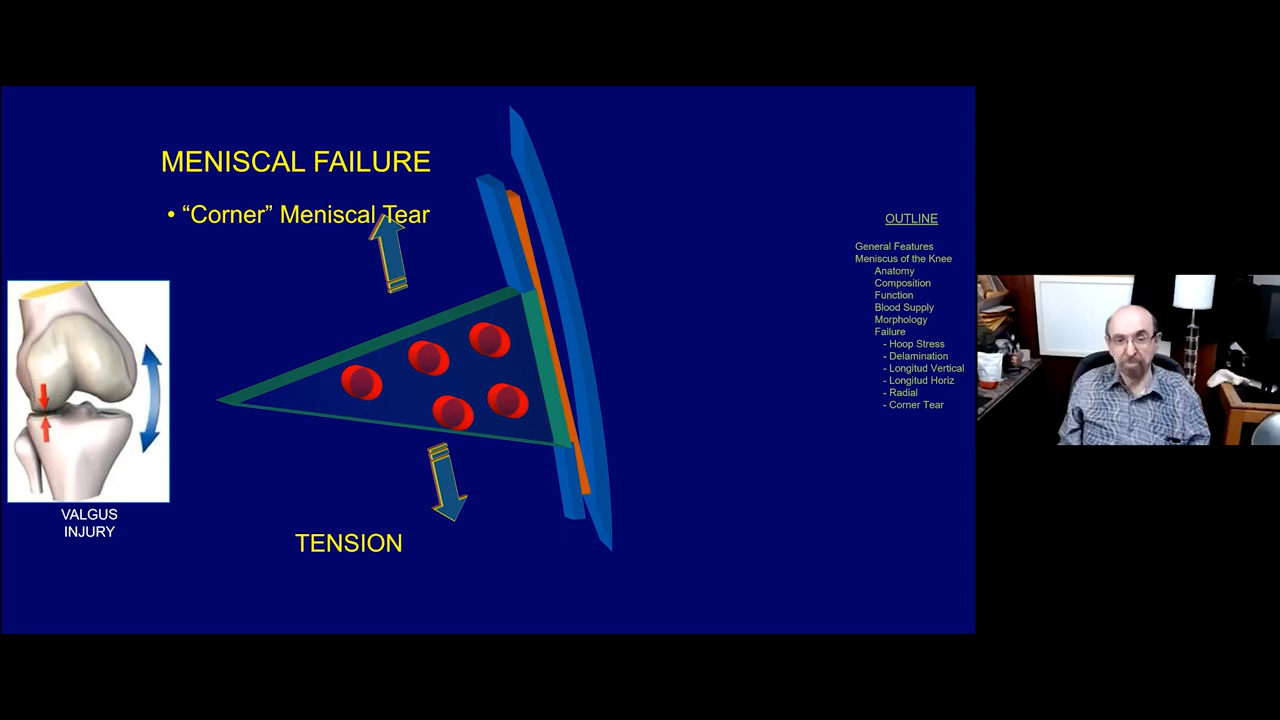 MENISCAL FAILURE
• “Corner” Meniscal Tear
VALGUS
INJURY
TENSION
OUTLINE
General Features
Meniscus of the Knee
Anatomy
Composition
Function
Blood Supply
Morphology
Failure
- Hoop Stress
- Delamination
- Longitud Vertical
- Longitud Horiz
- Radial
- Corner Tear